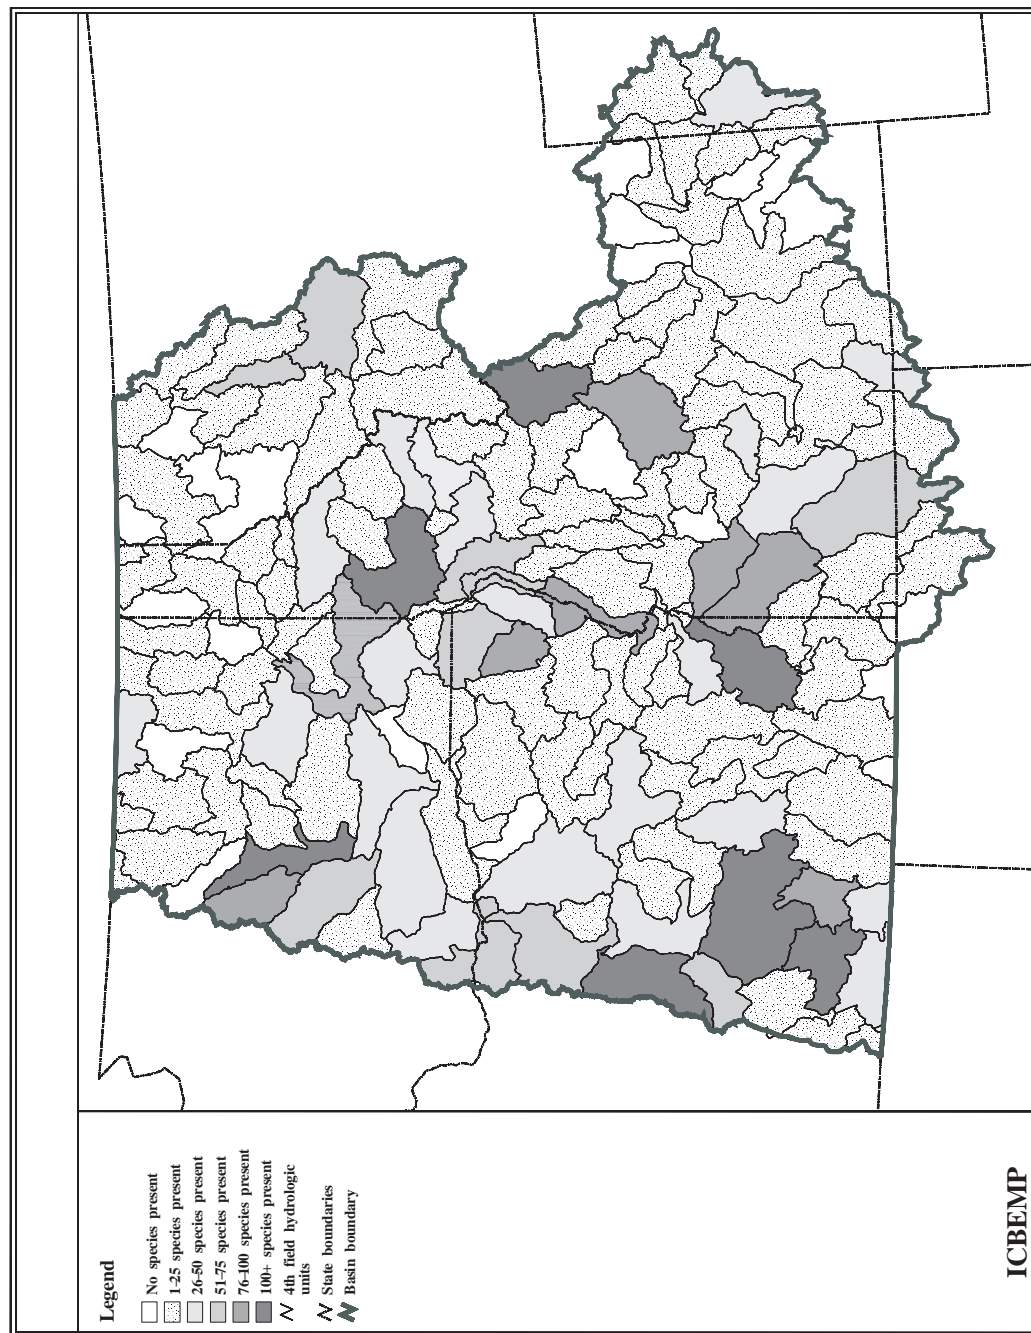 Legend
No species present
1-25 species present
26-50 species present
51-75 species present
76-100 species present
100+ species present
4th field hydrologic
units
State boundaries
Basin boundary
ICBEMP